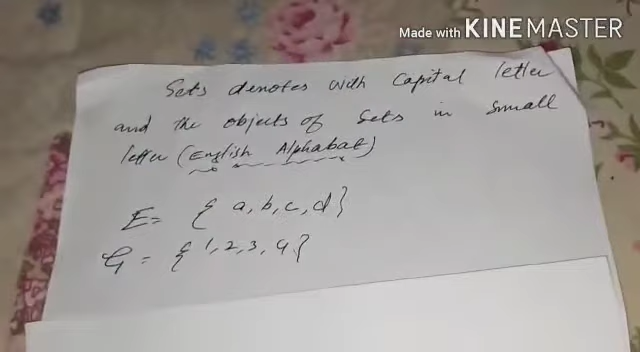 Made with KINEMASTER
Sets denotes with Capital letter
and the objects of Sets in small
letter (English Alphabat)
E = { a, b, c, d }
G = { 1, 2, 3, 4 }